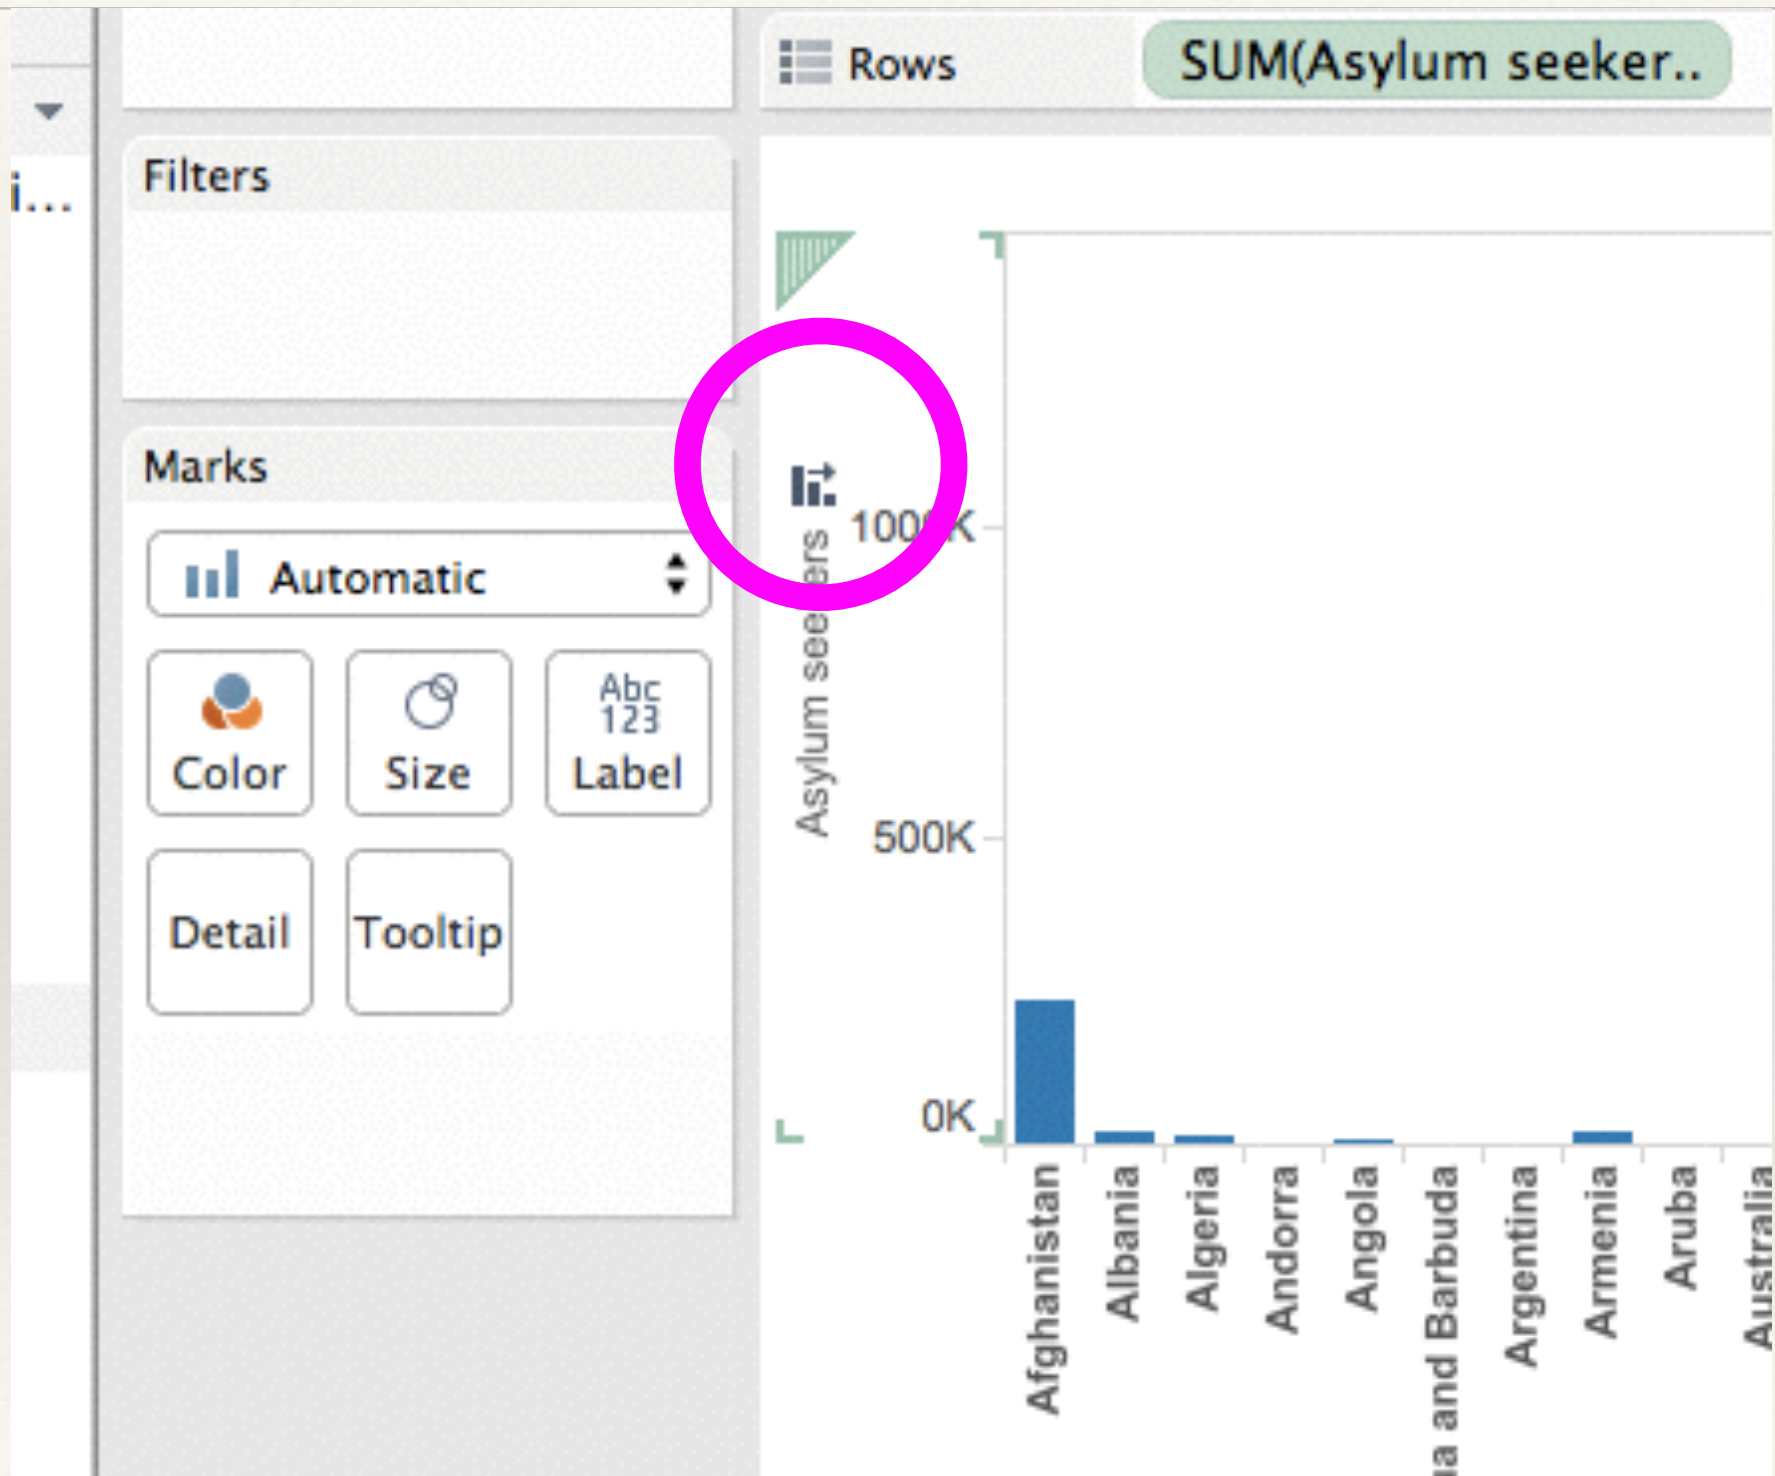 Rows
SUM(Asylum seeker..
i...
Filters
Marks
Automatic
Color
Size
Abc
123
Label
Detail
Tooltip
Asylum seekers
500K
0K
Afghanistan
Albania
Algeria
Andorra
Angola
and Barbuda
Argentina
Armenia
Aruba
Australia